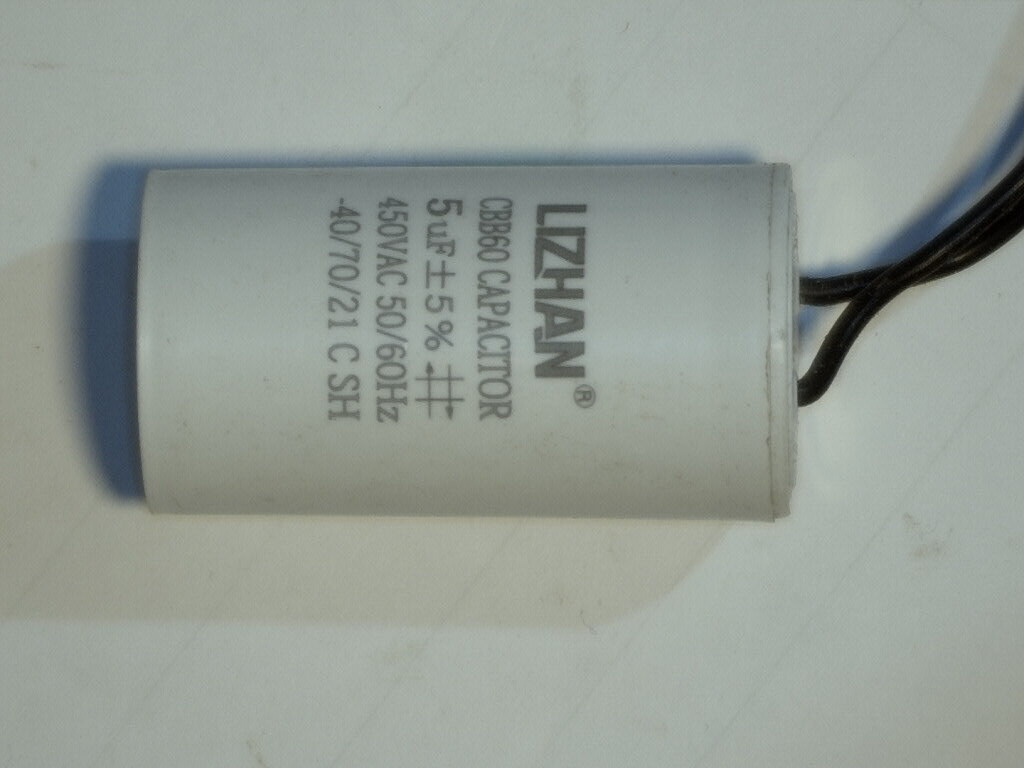 LIZHAN®
CBB60 CAPACITOR
5uF±5%
450VAC 50/60Hz
-40/70/21 C SH